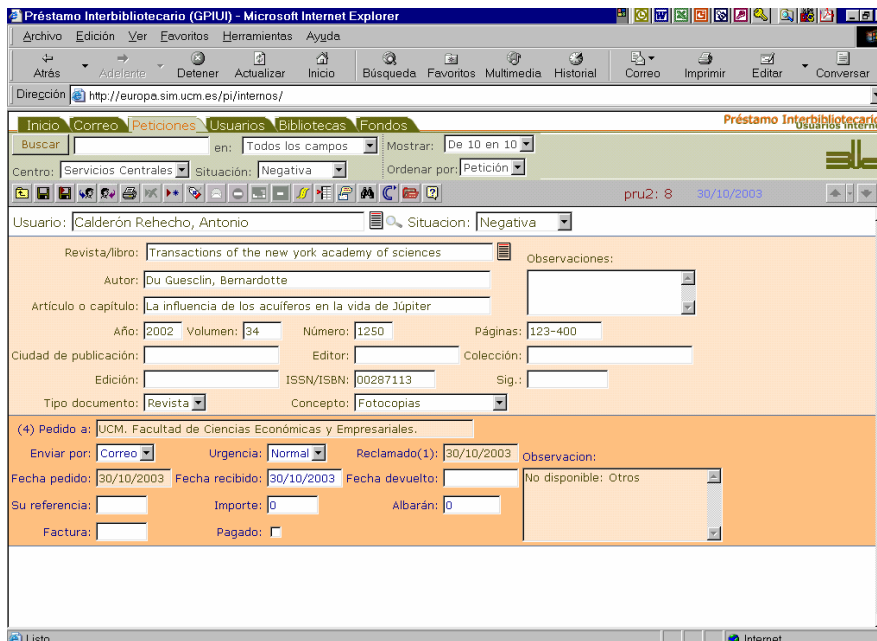 Préstamo Interbibliotecario (GPIUI) - Microsoft Internet Explorer
Archivo Edición Ver Favoritos Herramientas Ayuda
Atrás Adelante Detener Actualizar Inicio Búsqueda Favoritos Multimedia Historial Correo Imprimir Editar Conversar
Dirección http://europa.sim.ucm.es/pi/internos/
Inicio Correo Peticiones Usuarios Bibliotecas Fondos Préstamo Interbibliotecario
Usuarios internos
Buscar en: Todos los campos Mostrar: De 10 en 10
Centro: Servicios Centrales Situación: Negativa Ordenar por: Petición
pru2: 8 30/10/2003
Usuario: Calderón Rehecho, Antonio Situacion: Negativa
Revista/libro: Transactions of the new york academy of sciences Observaciones:
Autor: Du Guesclin, Bernardotte
Artículo o capítulo: La influencia de los acuíferos en la vida de Júpiter
Año: 2002 Volumen: 34 Número: 1250 Páginas: 123-400
Ciudad de publicación: Editor: Colección:
Edición: ISSN/ISBN: 00287113 Sig.:
Tipo documento: Revista Concepto: Fotocopias
(4) Pedido a: UCM. Facultad de Ciencias Económicas y Empresariales.
Enviar por: Correo Urgencia: Normal Reclamado(1): 30/10/2003 Observacion:
Fecha pedido: 30/10/2003 Fecha recibido: 30/10/2003 Fecha devuelto: No disponible: Otros
Su referencia: Importe: 0 Albarán: 0
Factura: Pagado:
Listo Internet